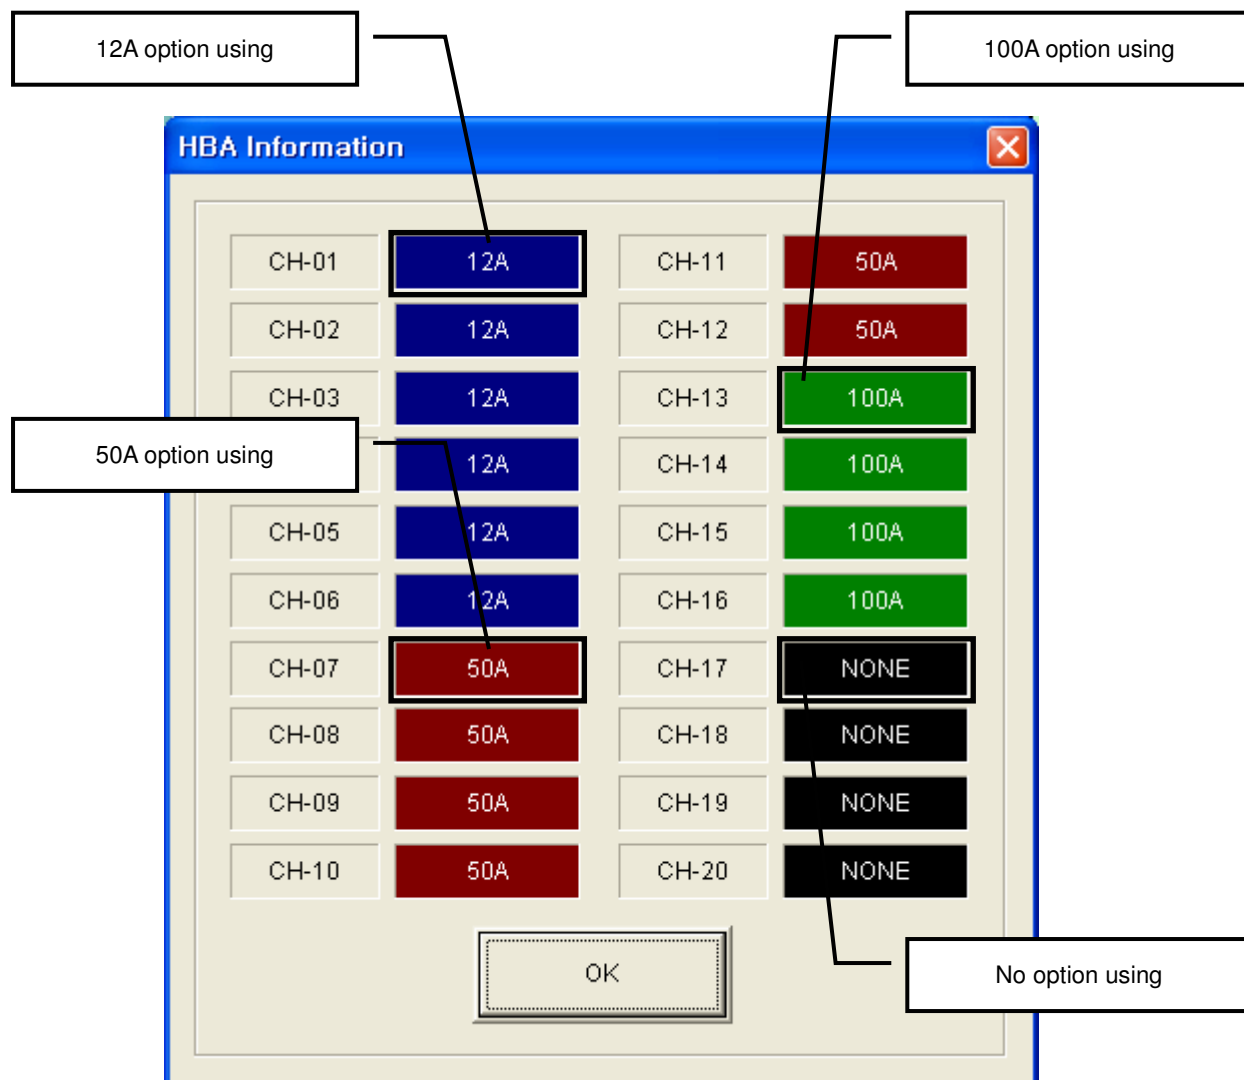 12A option using
100A option using
HBA Information
CH-01 12A CH-11 50A
CH-02 12A CH-12 50A
CH-03 12A CH-13 100A
50A option using
12A CH-14 100A
CH-05 12A CH-15 100A
CH-06 12A CH-16 100A
CH-07 50A CH-17 NONE
CH-08 50A CH-18 NONE
CH-09 50A CH-19 NONE
CH-10 50A CH-20 NONE
OK
No option using